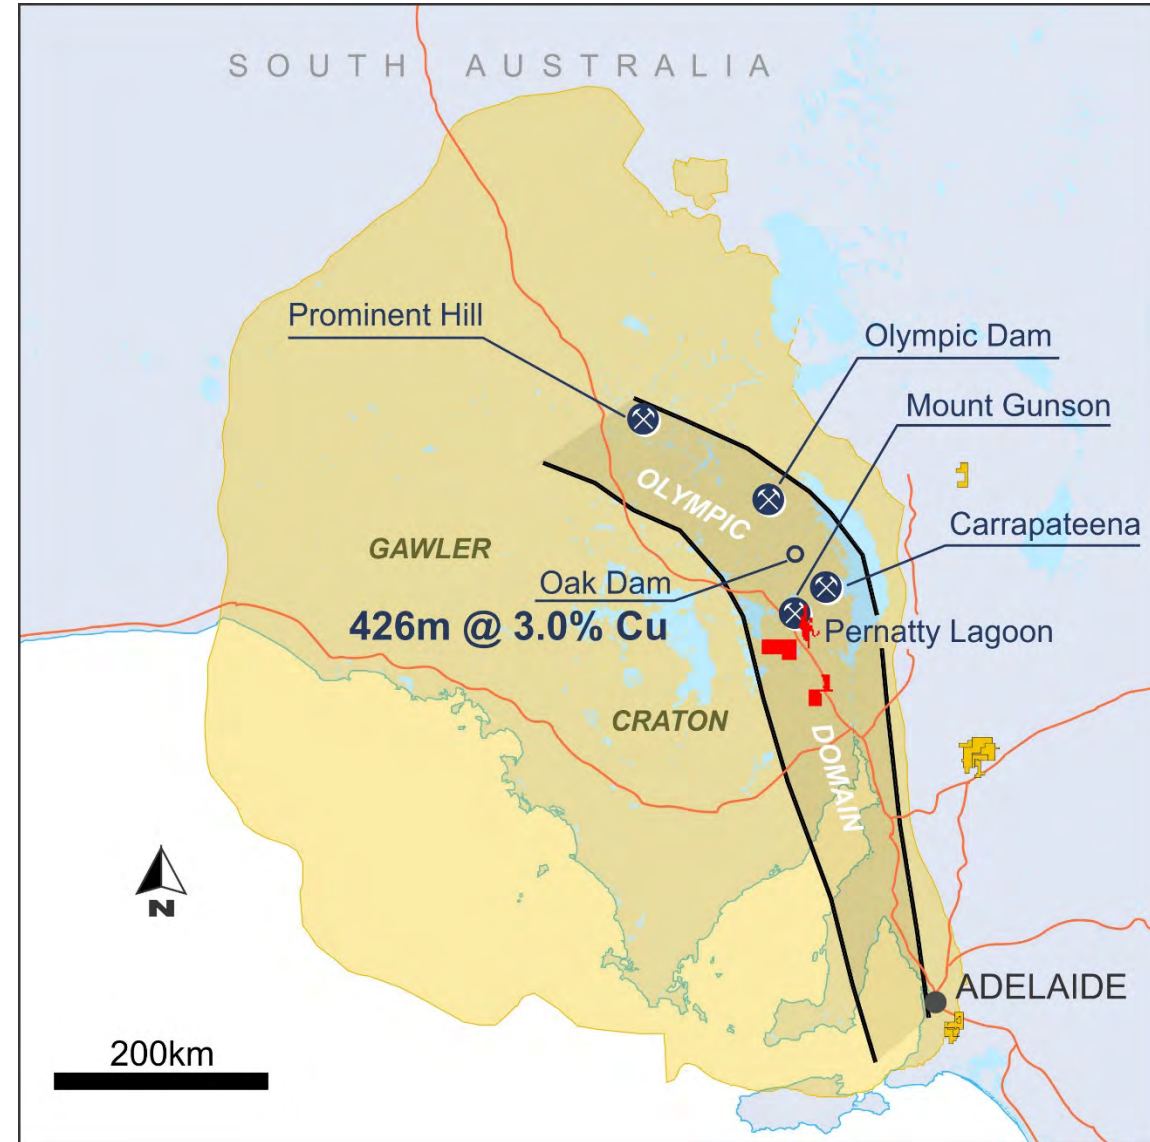 SOUTH AUSTRALIA
Prominent Hill
Olympic Dam
Mount Gunson
OLYMPIC
Carrapateena
GAWLER
Oak Dam
426m @ 3.0% Cu
Pernatty Lagoon
CRATON
DOMAIN
N
ADELAIDE
200km